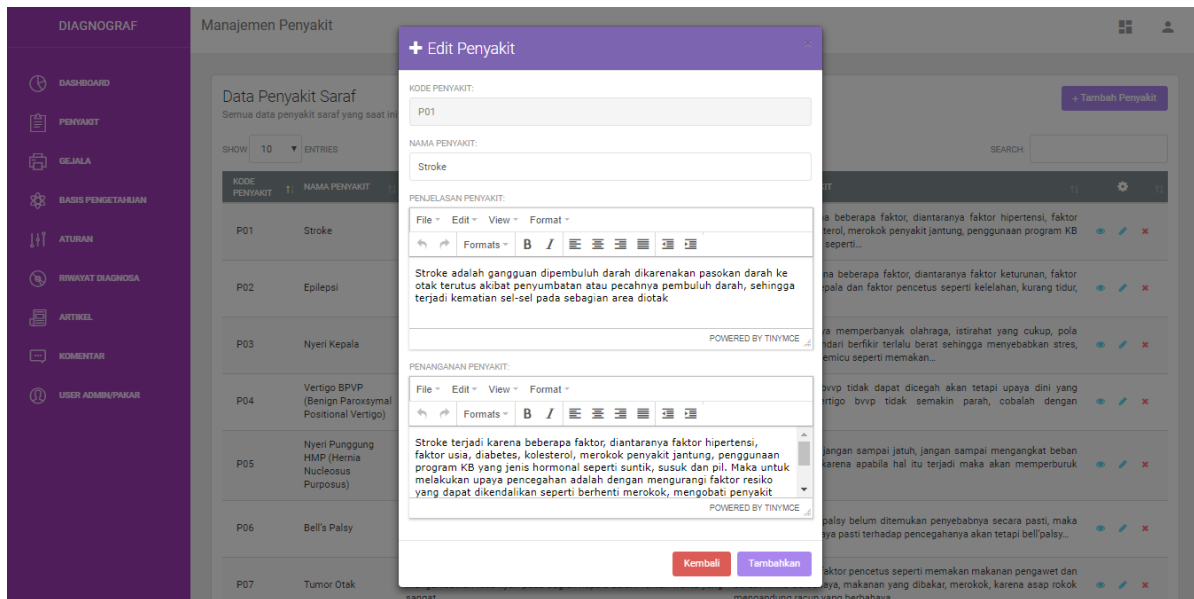 DIAGNOGRAF
DASHBOARD
PENYAKIT
GEJALA
BASIS PENGETAHUAN
ATURAN
RIWAYAT DIAGNOSA
ARTIKEL
KOMENTAR
USER ADMIN/PAKAR
Manajemen Penyakit
Data Penyakit Saraf
Semua data penyakit saraf yang saat ini
+ Tambah Penyakit
SHOW 10 ENTRIES
SEARCH:
KODE PENYAKIT
NAMA PENYAKIT
P01 Stroke
a beberapa faktor, diantaranya faktor hipertensi, faktor
terol, merokok penyakit jantung, penggunaan program KB
seperti...
P02 Epilepsi
na beberapa faktor, diantaranya faktor keturunan, faktor
pala dan faktor pencetus seperti kelelahan, kurang tidur,
P03 Nyeri Kepala
ya memperbanyak olahraga, istirahat yang cukup, pola
ndari berfikir terlalu berat sehingga menyebabkan stres,
emicu seperti memakan...
P04 Vertigo BPVP
(Benign Paroxsymal
Positional Vertigo)
bvvp tidak dapat dicegah akan tetapi upaya dini yang
ertigo bvvp tidak semakin parah, cobalah dengan
P05 Nyeri Punggung
HMP (Hernia
Nucleosus
Purposus)
jangan sampai jatuh, jangan sampai mengangkat beban
karena apabila hal itu terjadi maka akan memperburuk
P06 Bell's Palsy
palsy belum ditemukan penyebabnya secara pasti, maka
aya pasti terhadap pencegahanya akan tetapi bell'palsy...
P07 Tumor Otak
aktor pencetus seperti memakan makanan pengawet dan
aya, makanan yang dibakar, merokok, karena asap rokok
sangat
mengandung racun yang berbahaya
Edit Penyakit
×
KODE PENYAKIT:
P01
NAMA PENYAKIT:
Stroke
PENJELASAN PENYAKIT:
File Edit View Format
Formats B I
Stroke adalah gangguan dipembuluh darah dikarenakan pasokan darah ke
otak terutus akibat penyumbatan atau pecahnya pembuluh darah, sehingga
terjadi kematian sel-sel pada sebagian area diotak
POWERED BY TINYMCE
PENANGANAN PENYAKIT:
File Edit View Format
Formats B I
Stroke terjadi karena beberapa faktor, diantaranya faktor hipertensi,
faktor usia, diabetes, kolesterol, merokok penyakit jantung, penggunaan
program KB yang jenis hormonal seperti suntik, susuk dan pil. Maka untuk
melakukan upaya pencegahan adalah dengan mengurangi faktor resiko
yang dapat dikendalikan seperti berhenti merokok, mengobati penyakit
POWERED BY TINYMCE
Kembali
Tambahkan